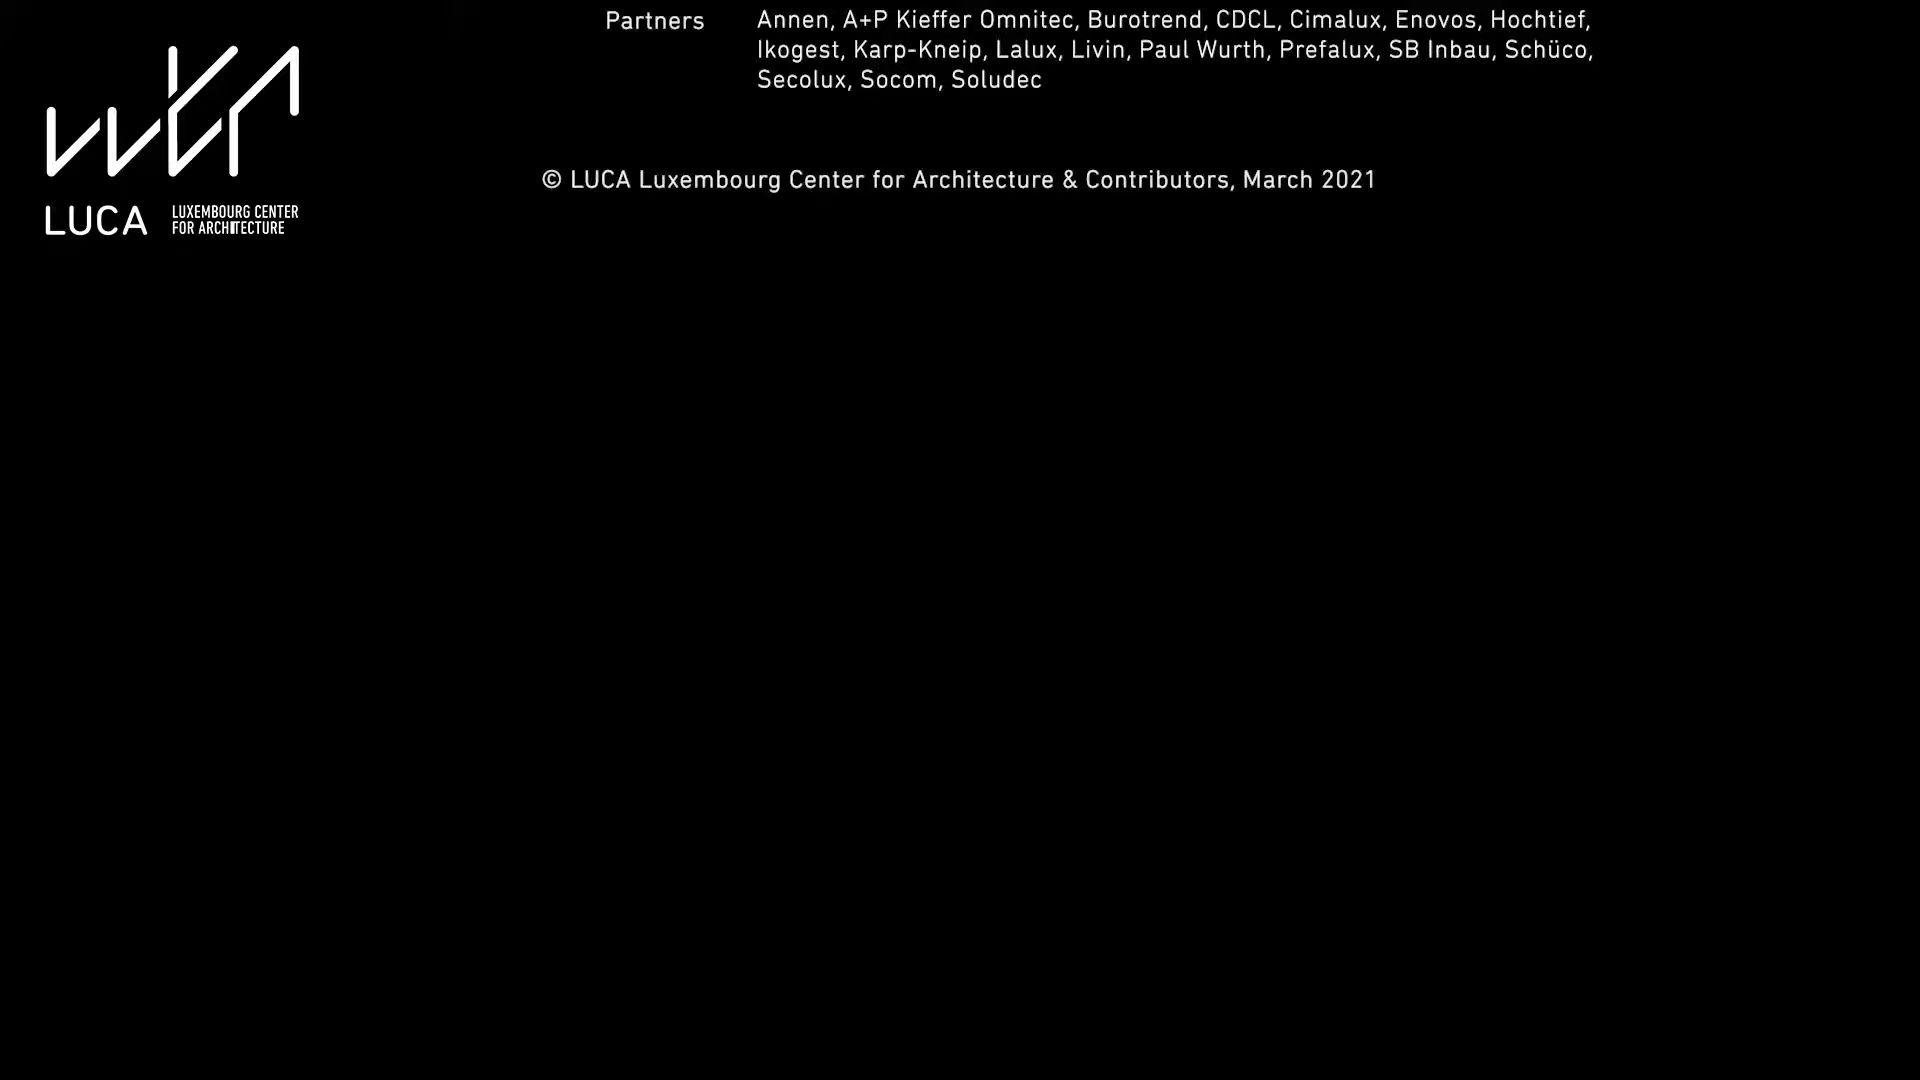 Partners
Annen, A+P Kieffer Omnitec, Burotrend, CDCL, Cimalux, Enovos, Hochtief,
Ikogest, Karp-Kneip, Lalux, Livin, Paul Wurth, Prefalux, SB Inbau, Schüco,
Secolux, Socom, Soludec
© LUCA Luxembourg Center for Architecture & Contributors, March 2021
LUCA
LUXEMBOURG CENTER
FOR ARCHITECTURE